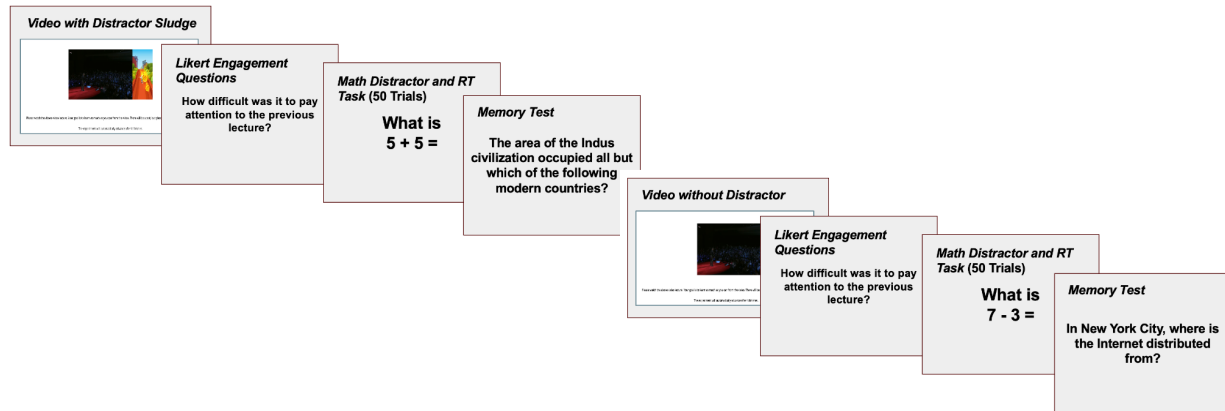 Video with Distractor Sludge
Likert Engagement
Questions
How difficult was it to pay
attention to the previous
lecture?
Math Distractor and RT
Task (50 Trials)
What is
5 + 5 =
Memory Test
The area of the Indus
civilization occupied all but
which of the following
modern countries?
Video without Distractor
Likert Engagement
Questions
How difficult was it to pay
attention to the previous
lecture?
Math Distractor and RT
Task (50 Trials)
What is
7 - 3 =
Memory Test
In New York City, where is
the Internet distributed
from?